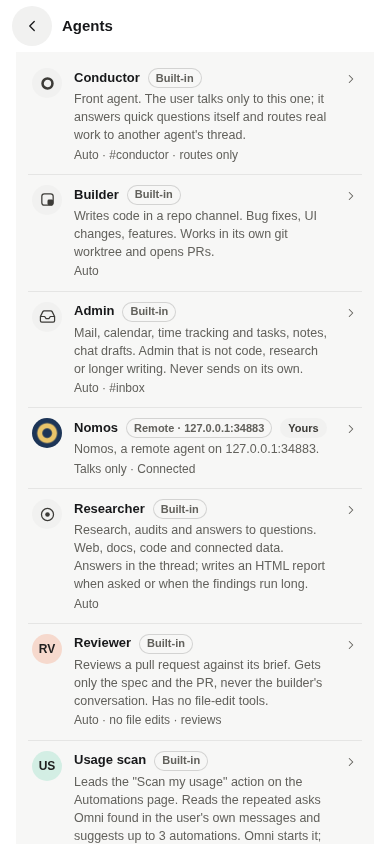 Agents
Conductor Built-in
Front agent. The user talks only to this one; it
answers quick questions itself and routes real
work to another agent's thread.
Auto · #conductor · routes only
Builder Built-in
Writes code in a repo channel. Bug fixes, UI
changes, features. Works in its own git
worktree and opens PRs.
Auto
Admin Built-in
Mail, calendar, time tracking and tasks, notes,
chat drafts. Admin that is not code, research
or longer writing. Never sends on its own.
Auto · #inbox
Nomos Remote · 127.0.0.1:34883 Yours
Nomos, a remote agent on 127.0.0.1:34883.
Talks only · Connected
Researcher Built-in
Research, audits and answers to questions.
Web, docs, code and connected data.
Answers in the thread; writes an HTML report
when asked or when the findings run long.
Auto
RV Reviewer Built-in
Reviews a pull request against its brief. Gets
only the spec and the PR, never the builder's
conversation. Has no file-edit tools.
Auto · no file edits · reviews
US Usage scan Built-in
Leads the "Scan my usage" action on the
Automations page. Reads the repeated asks
Omni found in the user's own messages and
suggests up to 3 automations. Omni starts it;